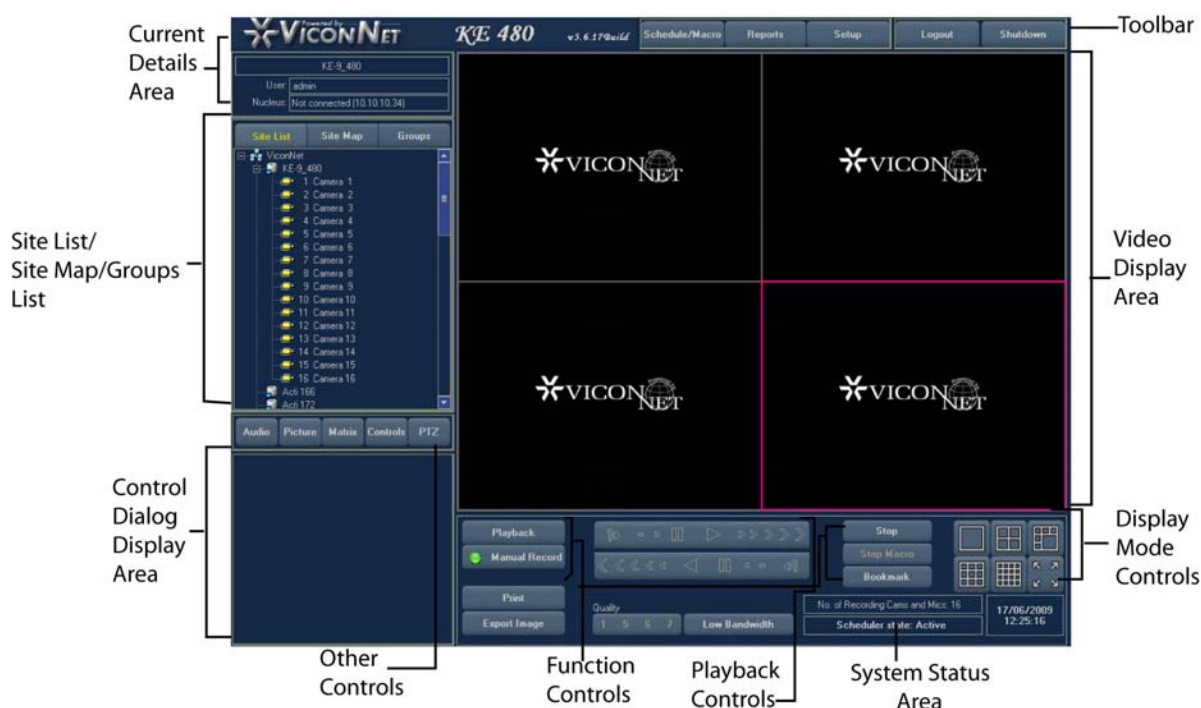 Current
Details
Area
Powered by
VICONNET
KE 480
v5.6.17Build
Schedule/Macro
Reports
Setup
Logout
Shutdown
Toolbar
KE-9_480
User: admin
Nucleus: Not connected (10.10.10.34)
Site List
Site Map
Groups
ViconNet
KE-9_480
1 Camera 1
2 Camera 2
3 Camera 3
4 Camera 4
5 Camera 5
6 Camera 6
7 Camera 7
8 Camera 8
9 Camera 9
10 Camera 10
11 Camera 11
12 Camera 12
13 Camera 13
14 Camera 14
15 Camera 15
16 Camera 16
Acti 166
Acti 172
Site List/
Site Map/Groups
List
VICONNET
VICONNET
VICONNET
VICONNET
Video
Display
Area
Audio
Picture
Matrix
Controls
PTZ
Control
Dialog
Display
Area
Playback
Manual Record
Print
Export Image
Quality
1 5 6 7
Low Bandwidth
Stop
Stop Macro
Bookmark
No. of Recording Cams and Mics: 16
Scheduler state: Active
17/06/2009
12:25:16
Display
Mode
Controls
Other
Controls
Function
Controls
Playback
Controls
System Status
Area